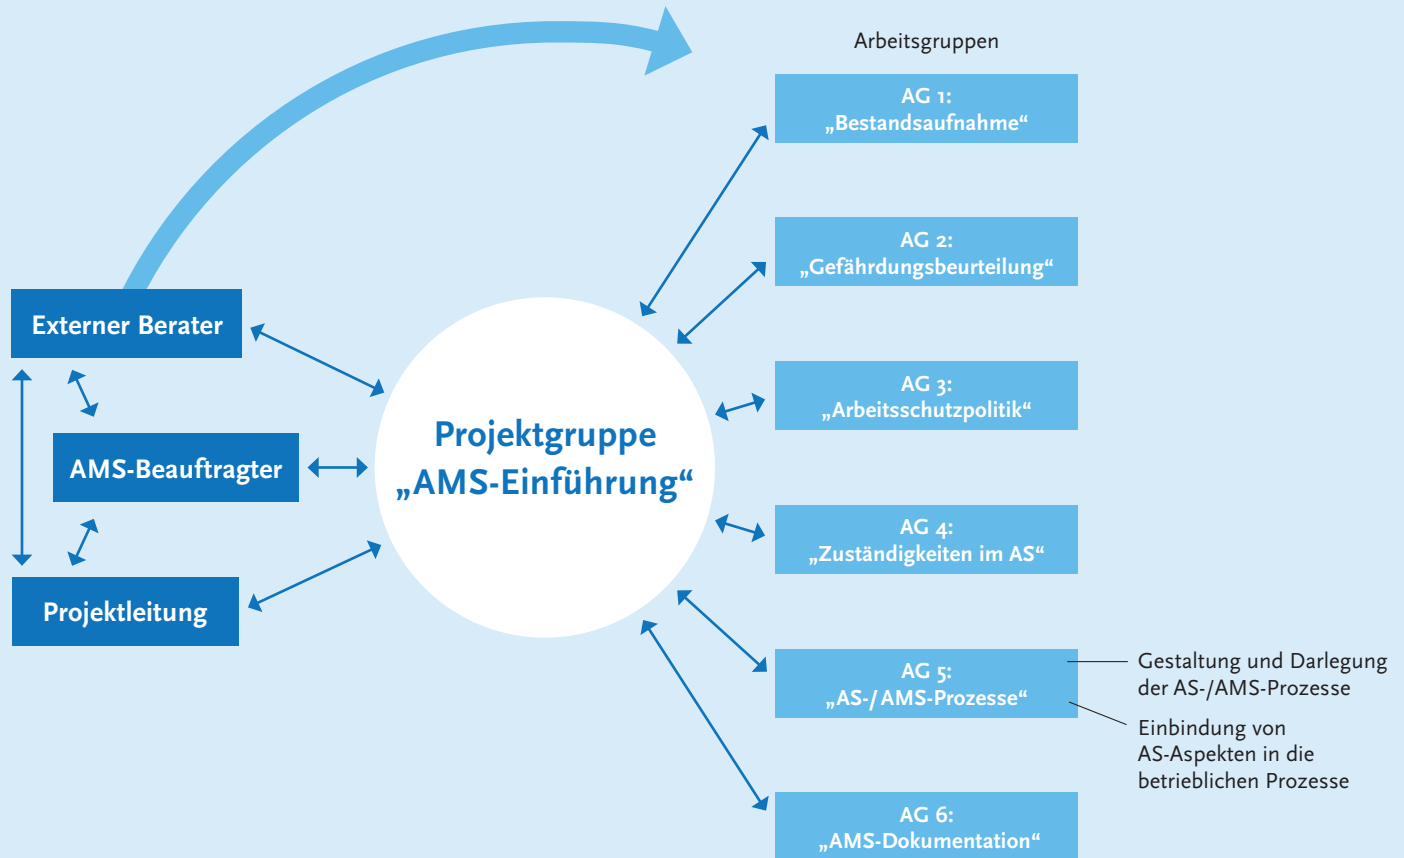 Arbeitsgruppen
AG 1:
„Bestandsaufnahme“
AG 2:
„Gefährdungsbeurteilung“
Externer Berater
AG 3:
„Arbeitsschutzpolitik“
Projektgruppe
„AMS-Einführung“
AMS-Beauftragter
AG 4:
„Zuständigkeiten im AS“
Projektleitung
AG 5:
„AS-/AMS-Prozesse“
Gestaltung und Darlegung
der AS-/AMS-Prozesse
Einbindung von
AS-Aspekten in die
betrieblichen Prozesse
AG 6:
„AMS-Dokumentation“